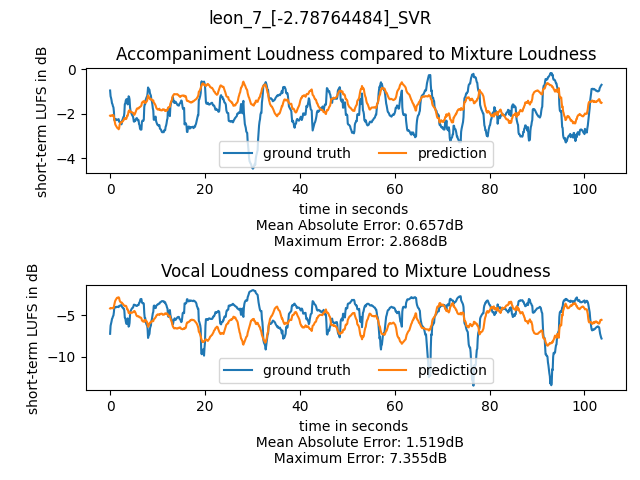 leon_7_[-2.78764484]_SVR
Accompaniment Loudness compared to Mixture Loudness
short-term LUFS in dB
0
−2
−4
ground truth
prediction
0 20 40 60 80 100
time in seconds
Mean Absolute Error: 0.657dB
Maximum Error: 2.868dB
Vocal Loudness compared to Mixture Loudness
short-term LUFS in dB
−5
−10
ground truth
prediction
0 20 40 60 80 100
time in seconds
Mean Absolute Error: 1.519dB
Maximum Error: 7.355dB